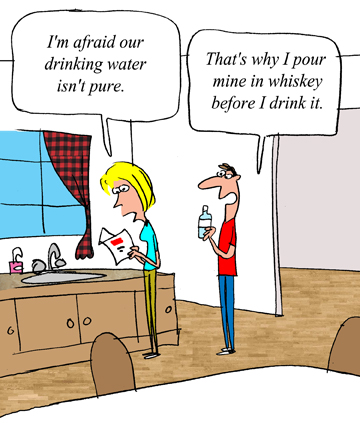 I'm afraid our
drinking water
isn't pure.
That's why I pour
mine in whiskey
before I drink it.